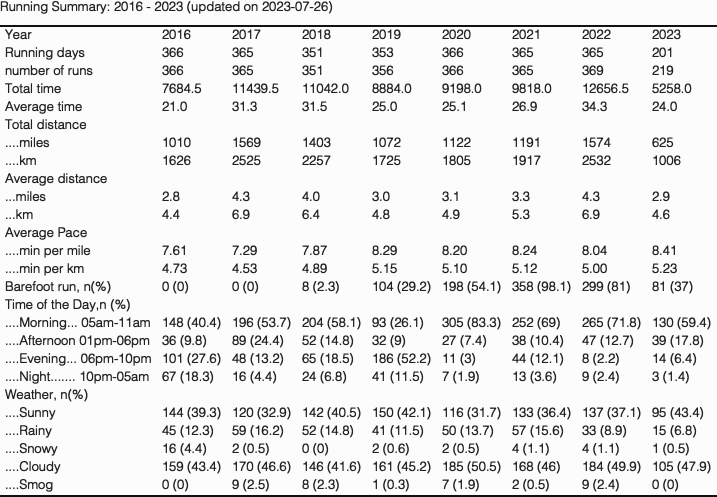 Running Summary: 2016 - 2023 (updated on 2023-07-26)
Year 2016 2017 2018 2019 2020 2021 2022 2023
Running days 366 365 351 353 366 365 365 201
number of runs 366 365 351 356 366 365 369 219
Total time 7684.5 11439.5 11042.0 8884.0 9198.0 9818.0 12656.5 5258.0
Average time 21.0 31.3 31.5 25.0 25.1 26.9 34.3 24.0
Total distance
....miles 1010 1569 1403 1072 1122 1191 1574 625
....km 1626 2525 2257 1725 1805 1917 2532 1006
Average distance
...miles 2.8 4.3 4.0 3.0 3.1 3.3 4.3 2.9
...km 4.4 6.9 6.4 4.8 4.9 5.3 6.9 4.6
Average Pace
....min per mile 7.61 7.29 7.87 8.29 8.20 8.24 8.04 8.41
....min per km 4.73 4.53 4.89 5.15 5.10 5.12 5.00 5.23
Barefoot run, n(%) 0 (0) 0 (0) 8 (2.3) 104 (29.2) 198 (54.1) 358 (98.1) 299 (81) 81 (37)
Time of the Day,n (%)
....Morning... 05am-11am 148 (40.4) 196 (53.7) 204 (58.1) 93 (26.1) 305 (83.3) 252 (69) 265 (71.8) 130 (59.4)
....Afternoon 01pm-06pm 36 (9.8) 89 (24.4) 52 (14.8) 32 (9) 27 (7.4) 38 (10.4) 47 (12.7) 39 (17.8)
....Evening... 06pm-10pm 101 (27.6) 48 (13.2) 65 (18.5) 186 (52.2) 11 (3) 44 (12.1) 8 (2.2) 14 (6.4)
....Night....... 10pm-05am 67 (18.3) 16 (4.4) 24 (6.8) 41 (11.5) 7 (1.9) 13 (3.6) 9 (2.4) 3 (1.4)
Weather, n(%)
....Sunny 144 (39.3) 120 (32.9) 142 (40.5) 150 (42.1) 116 (31.7) 133 (36.4) 137 (37.1) 95 (43.4)
....Rainy 45 (12.3) 59 (16.2) 52 (14.8) 41 (11.5) 50 (13.7) 57 (15.6) 33 (8.9) 15 (6.8)
....Snowy 16 (4.4) 2 (0.5) 0 (0) 2 (0.6) 2 (0.5) 4 (1.1) 4 (1.1) 1 (0.5)
....Cloudy 159 (43.4) 170 (46.6) 146 (41.6) 161 (45.2) 185 (50.5) 168 (46) 184 (49.9) 105 (47.9)
....Smog 0 (0) 9 (2.5) 8 (2.3) 1 (0.3) 7 (1.9) 2 (0.5) 9 (2.4) 0 (0)